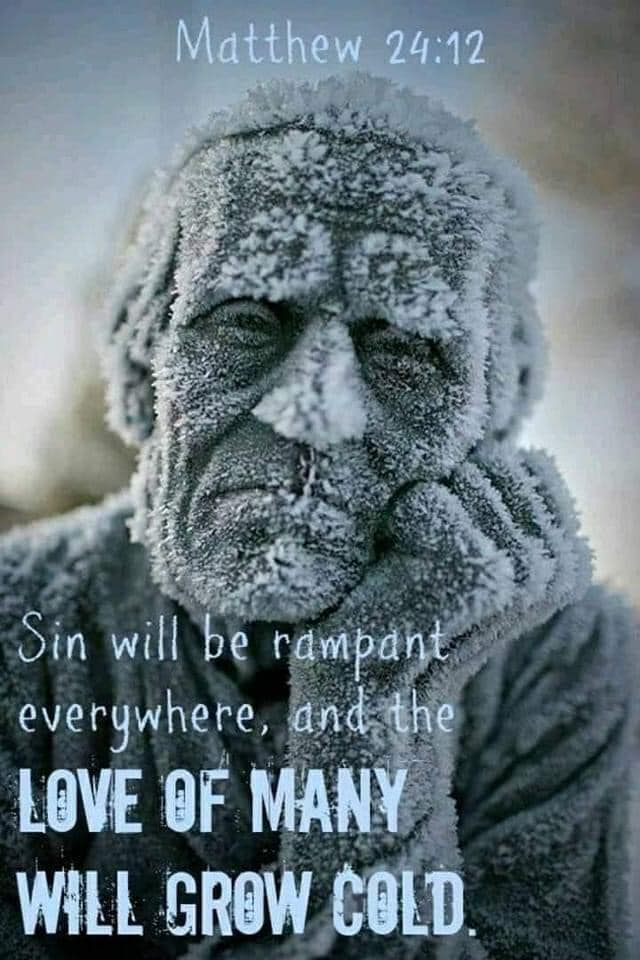 Matthew 24:12
Sin will be rampant
everywhere, and the
LOVE OF MANY
WILL GROW COLD.